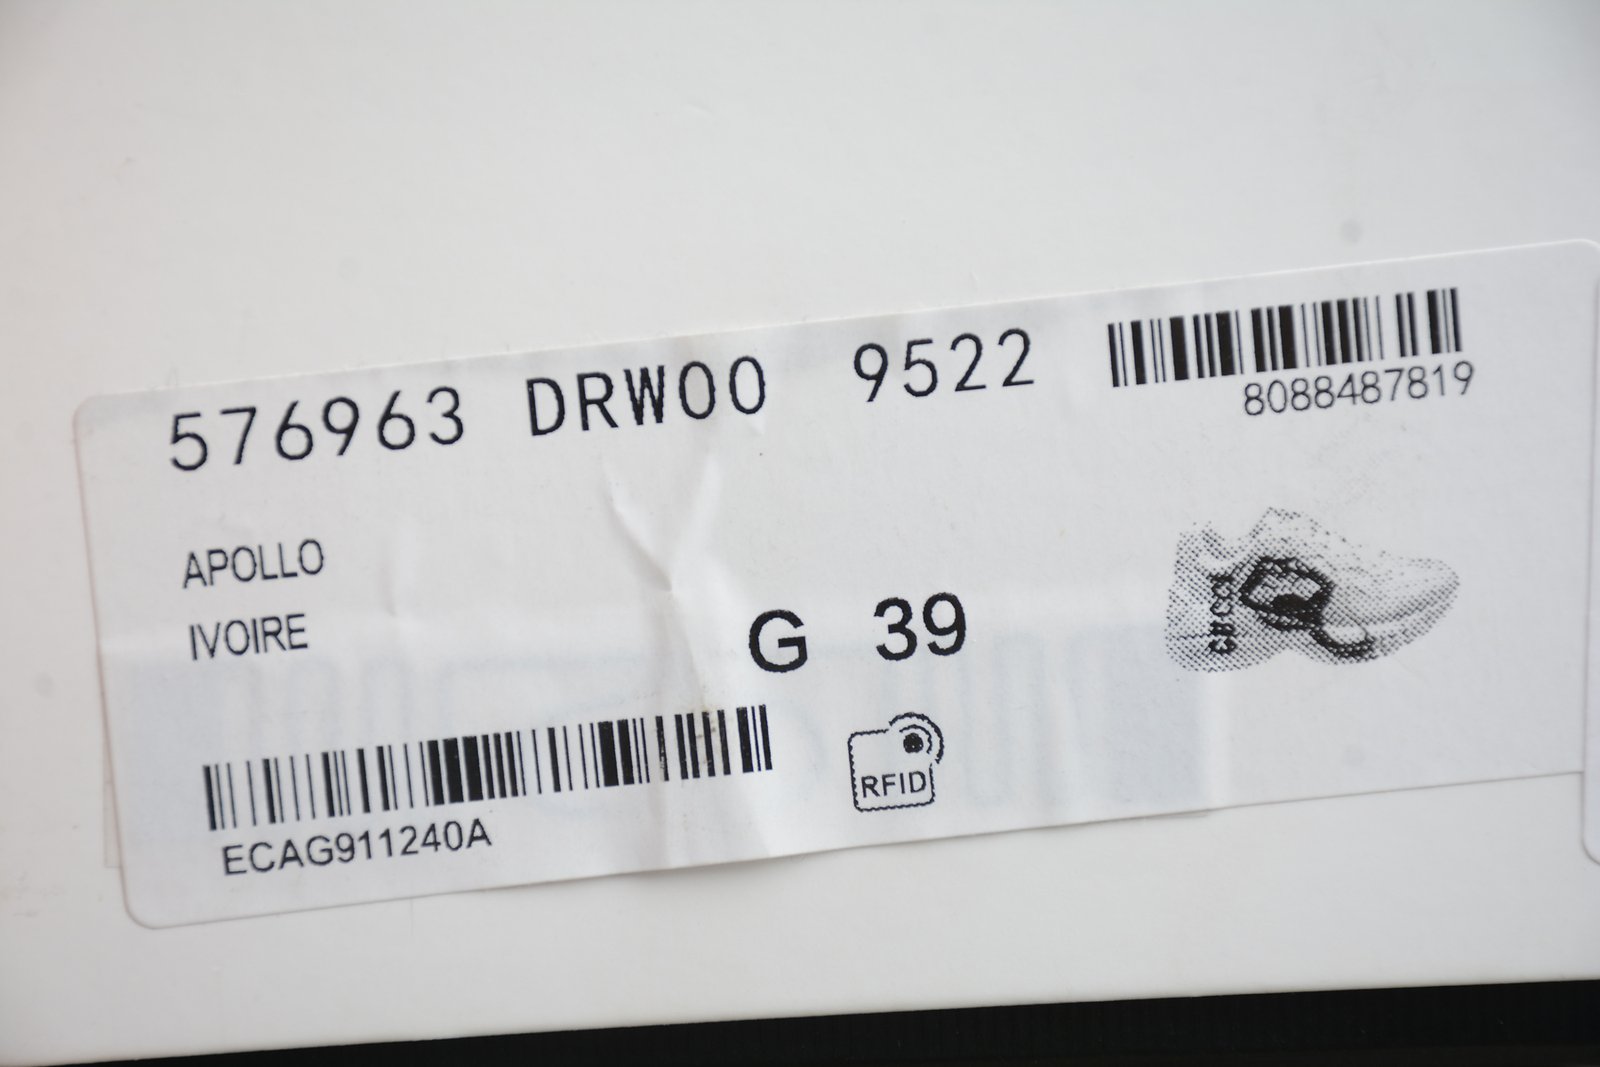 576963 DRW00 9522
8088487819
APOLLO
IVOIRE
G 39
RFID
ECAG911240A